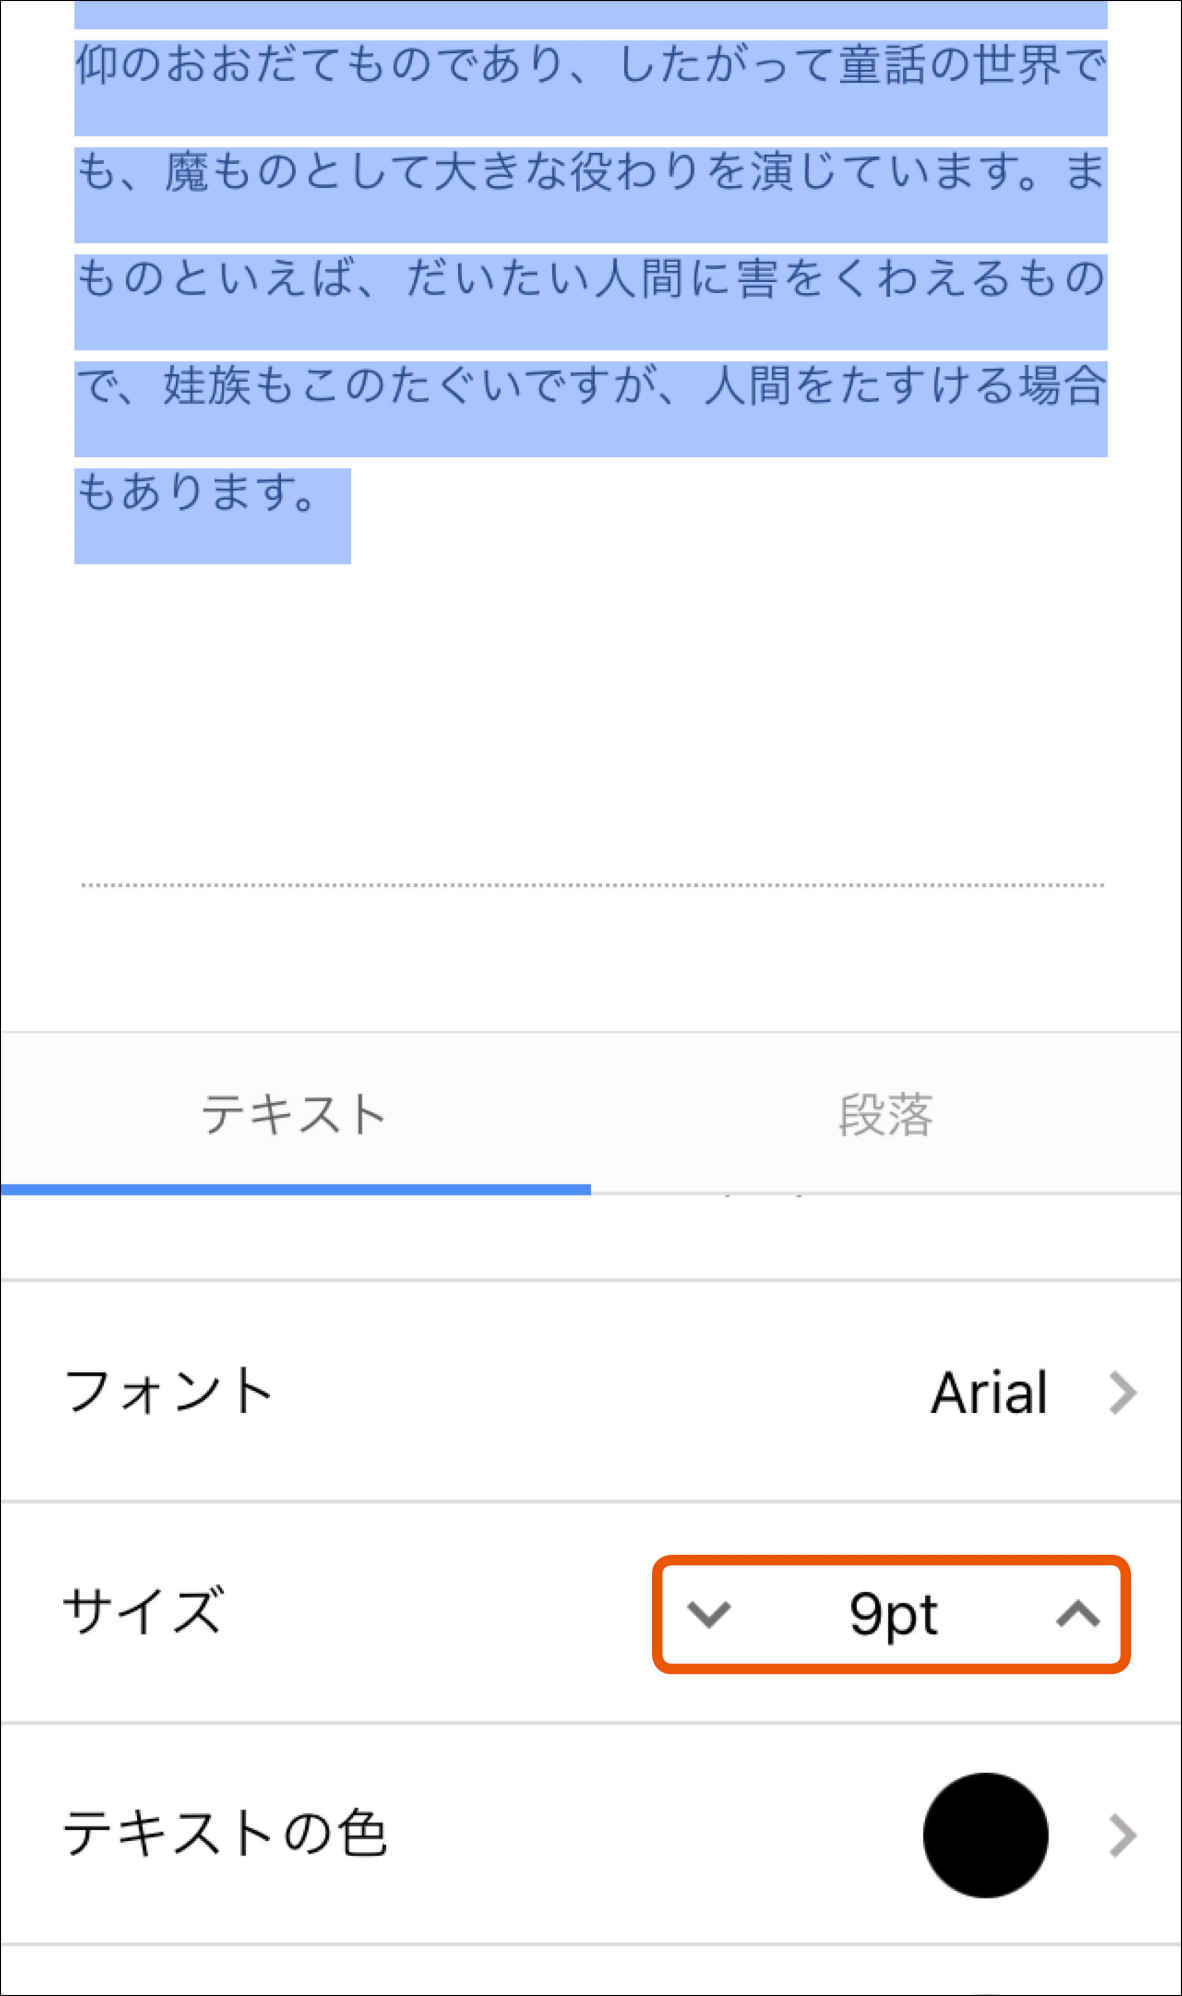 仰のおおだてものであり、したがって童話の世界で
も、魔ものとして大きな役わりを演じています。ま
ものといえば、だいたい人間に害をくわえるもの
で、娃族もこのたぐいですが、人間をたすける場合
もあります。
テキスト 段落
フォント Arial
サイズ 9pt
テキストの色